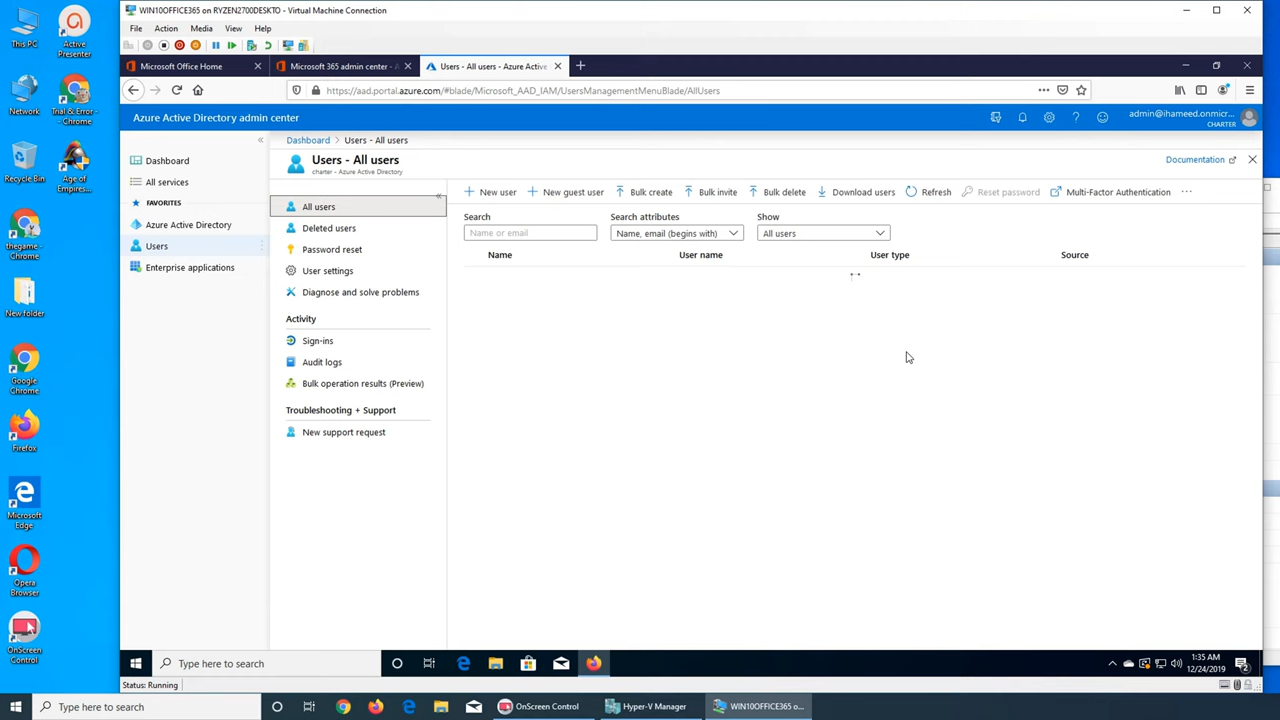 WIN10OFFICE365 on RYZEN2700DESKTO - Virtual Machine Connection
File Action Media View Help
Microsoft Office Home
Microsoft 365 admin center -
Users - All users - Azure Active
https://aad.portal.azure.com/#blade/Microsoft_AAD_IAM/UsersManagementMenuBlade/AllUsers
Azure Active Directory admin center
admin@ihameed.onmicr...
CHARTER
Dashboard > Users - All users
Users - All users
charter - Azure Active Directory
Documentation
Dashboard
All services
FAVORITES
Azure Active Directory
Users
Enterprise applications
All users
Deleted users
Password reset
User settings
Diagnose and solve problems
Activity
Sign-ins
Audit logs
Bulk operation results (Preview)
Troubleshooting + Support
New support request
New user New guest user Bulk create Bulk invite Bulk delete Download users Refresh Reset password Multi-Factor Authentication ...
Search Search attributes Show
Name or email Name, email (begins with) All users
Name User name User type Source
This PC
Active Presenter
Network
Trial & Error - Chrome
Recycle Bin
Age of Empires...
thegame - Chrome
New folder
Google Chrome
Firefox
Microsoft Edge
Opera Browser
OnScreen Control
Type here to search
1:35 AM
12/24/2019
2
Status: Running
Type here to search
OnScreen Control
Hyper-V Manager
WIN10OFFICE365 o...